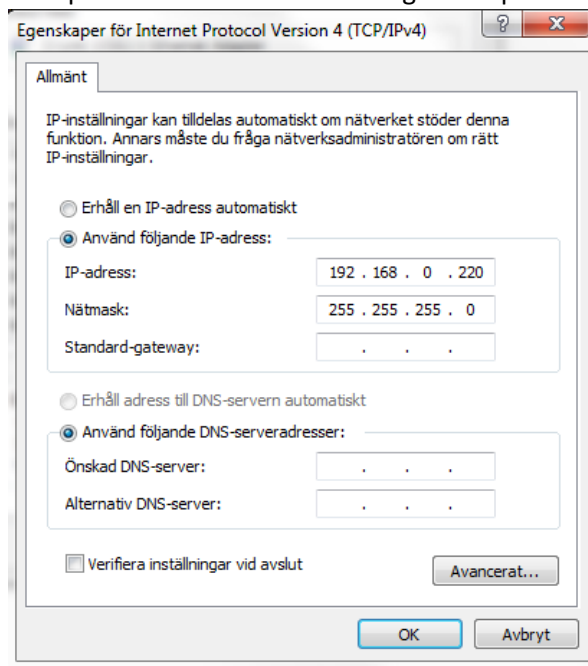 Egenskaper för Internet Protocol Version 4 (TCP/IPv4)
Allmänt
IP-inställningar kan tilldelas automatiskt om nätverket stöder denna
funktion. Annars måste du fråga nätverksadministratören om rätt
IP-inställningar.
Erhåll en IP-adress automatiskt
Använd följande IP-adress:
IP-adress: 192 . 168 . 0 . 220
Nätmask: 255 . 255 . 255 . 0
Standard-gateway: . . .
Erhåll adress till DNS-servern automatiskt
Använd följande DNS-serveradresser:
Önskad DNS-server: . . .
Alternativ DNS-server: . . .
Verifiera inställningar vid avslut
Avancerat...
OK Avbryt